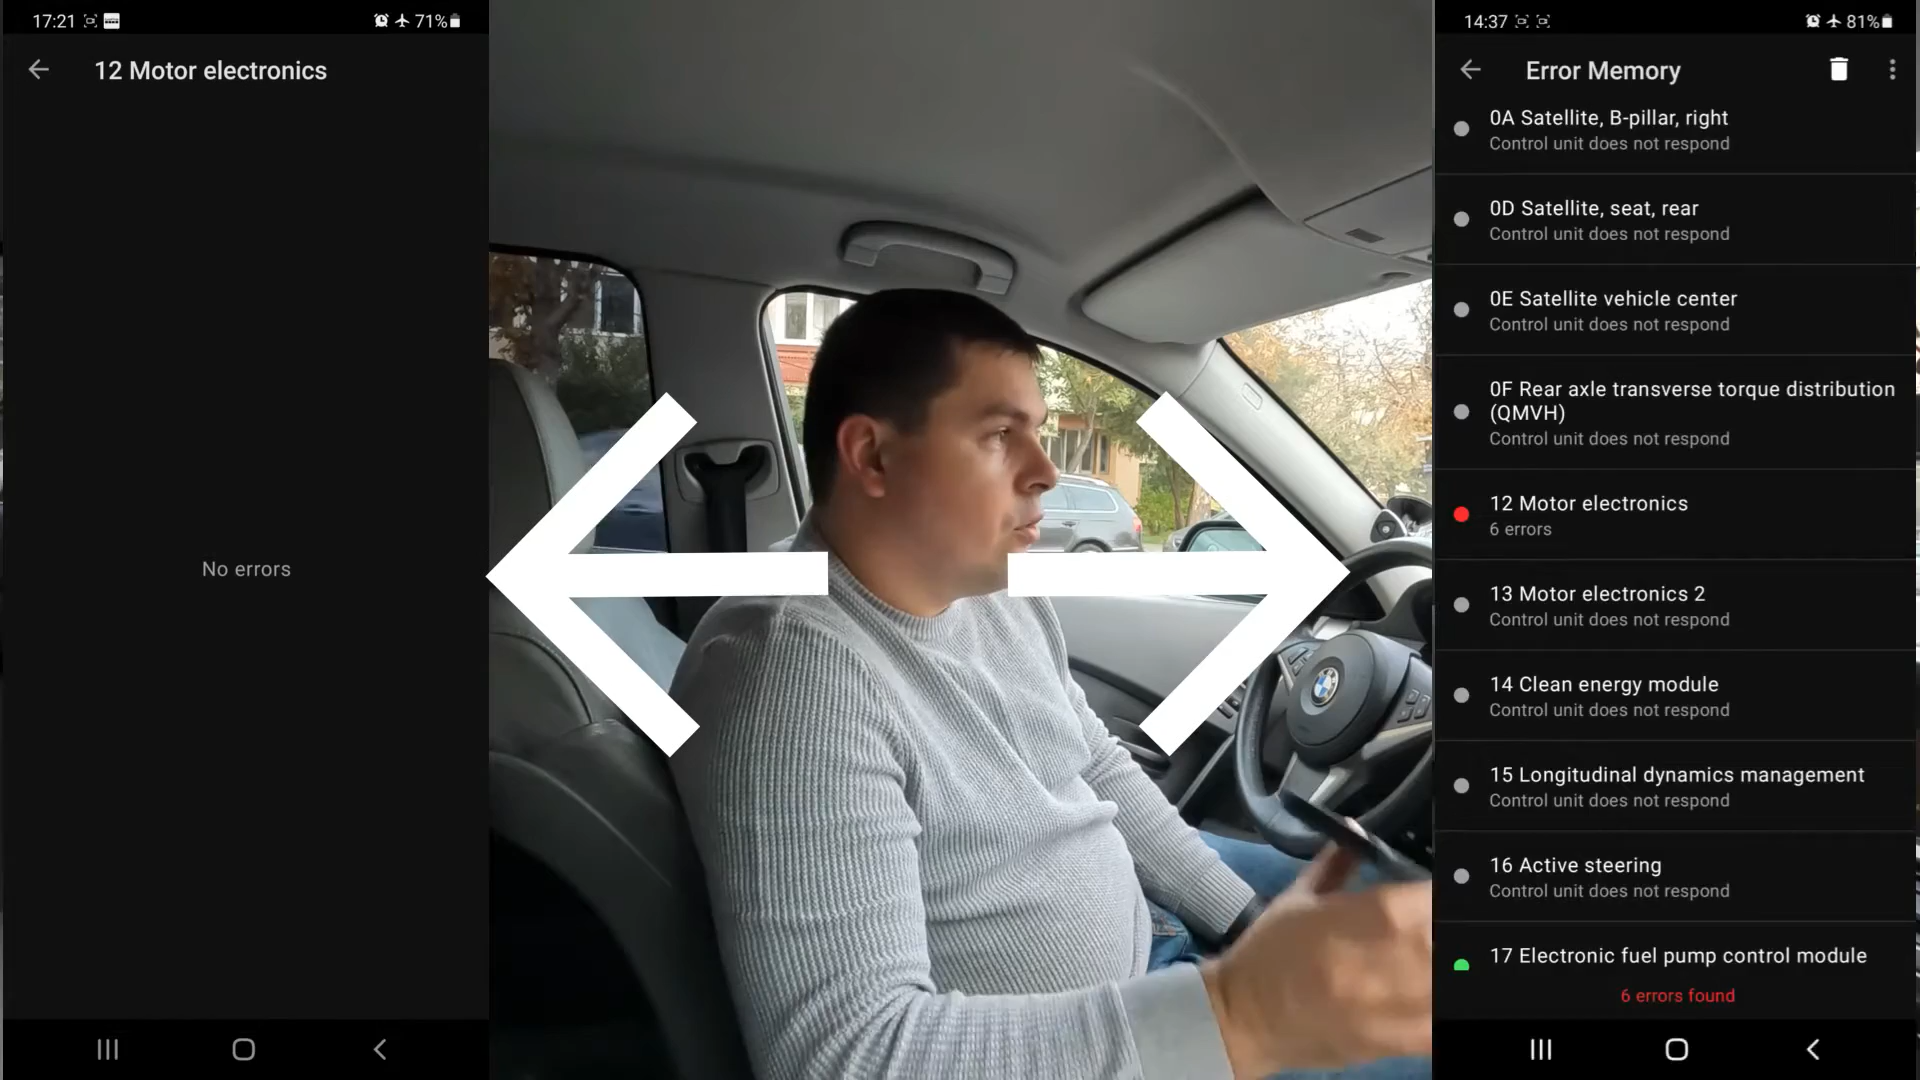 17:21
71%
12 Motor electronics
No errors
14:37
81%
Error Memory
0A Satellite, B-pillar, right
Control unit does not respond
0D Satellite, seat, rear
Control unit does not respond
0E Satellite vehicle center
Control unit does not respond
0F Rear axle transverse torque distribution
(QMVH)
Control unit does not respond
12 Motor electronics
6 errors
13 Motor electronics 2
Control unit does not respond
14 Clean energy module
Control unit does not respond
15 Longitudinal dynamics management
Control unit does not respond
16 Active steering
Control unit does not respond
17 Electronic fuel pump control module
6 errors found